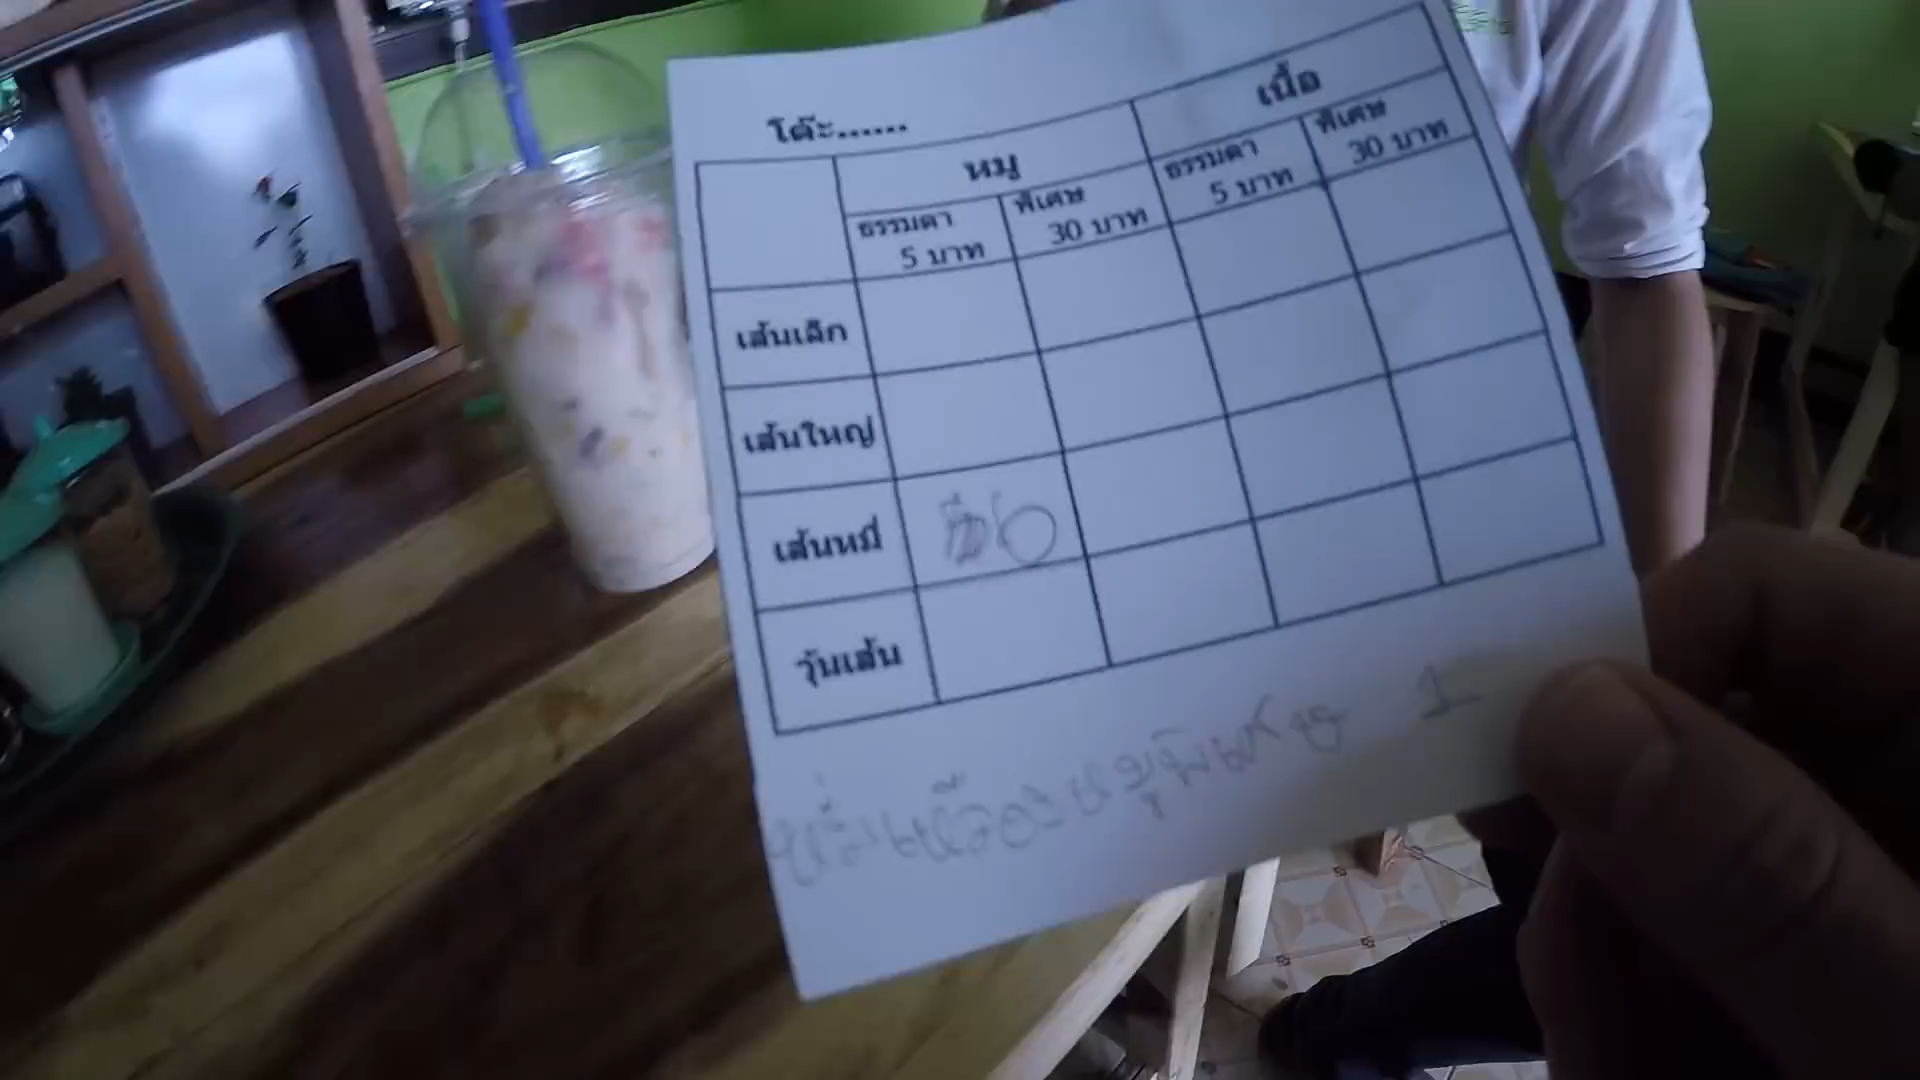 โต๊ะ......
หมู เนื้อ
ธรรมดา 5 บาท พิเศษ 30 บาท ธรรมดา 5 บาท พิเศษ 30 บาท
เส้นเล็ก
เส้นใหญ่
เส้นหมี่
วุ้นเส้น
1